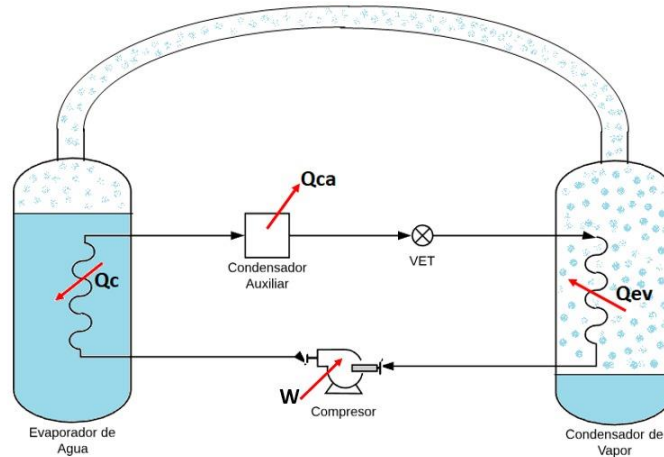 Qca
Condensador
Auxiliar
VET
Qc
Qev
W
Compresor
Evaporador de
Agua
Condensador de
Vapor